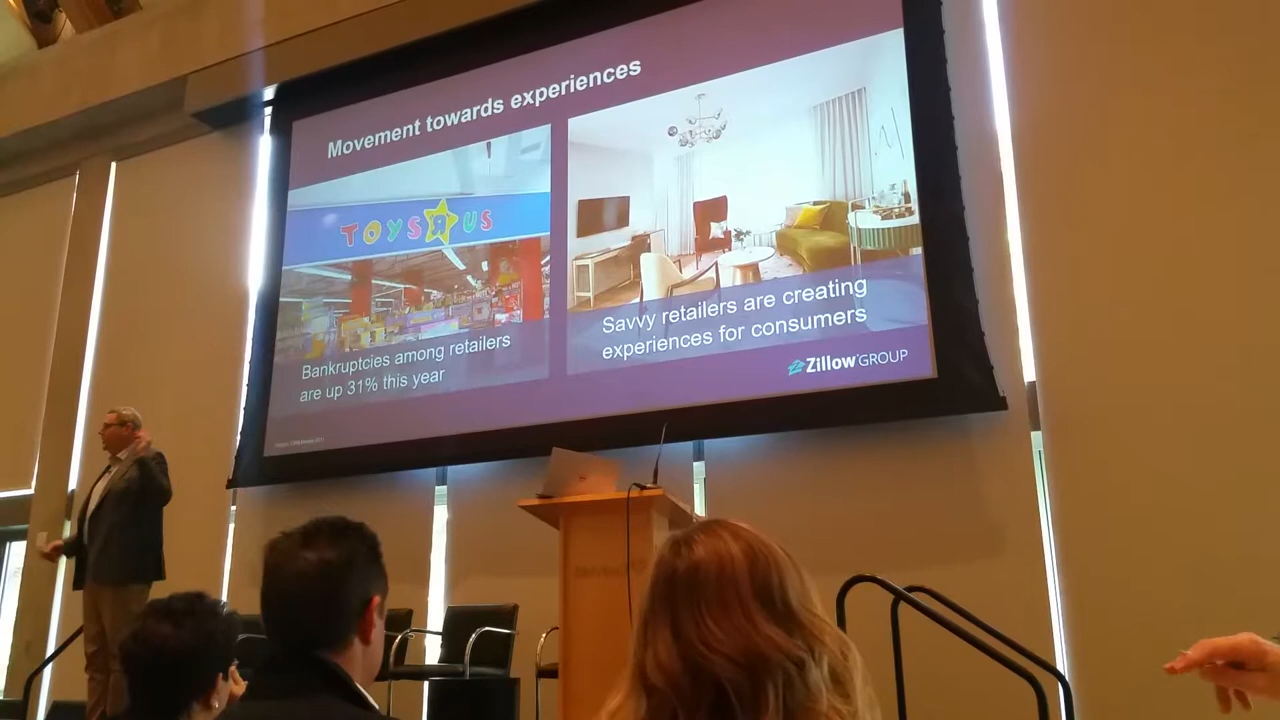 Movement towards experiences
TOYS R US
Bankruptcies among retailers
are up 31% this year
Savvy retailers are creating
experiences for consumers
Zillow GROUP